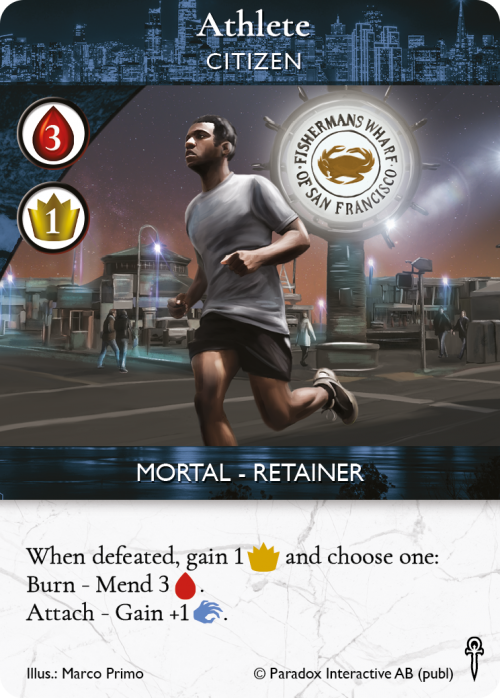 Athlete
CITIZEN
3
1
FISHERMANS WHARF
OF SAN FRANCISCO
MORTAL - RETAINER
When defeated, gain 1 and choose one:
Burn - Mend 3 .
Attach - Gain +1 .
Illus.: Marco Primo
© Paradox Interactive AB (publ)